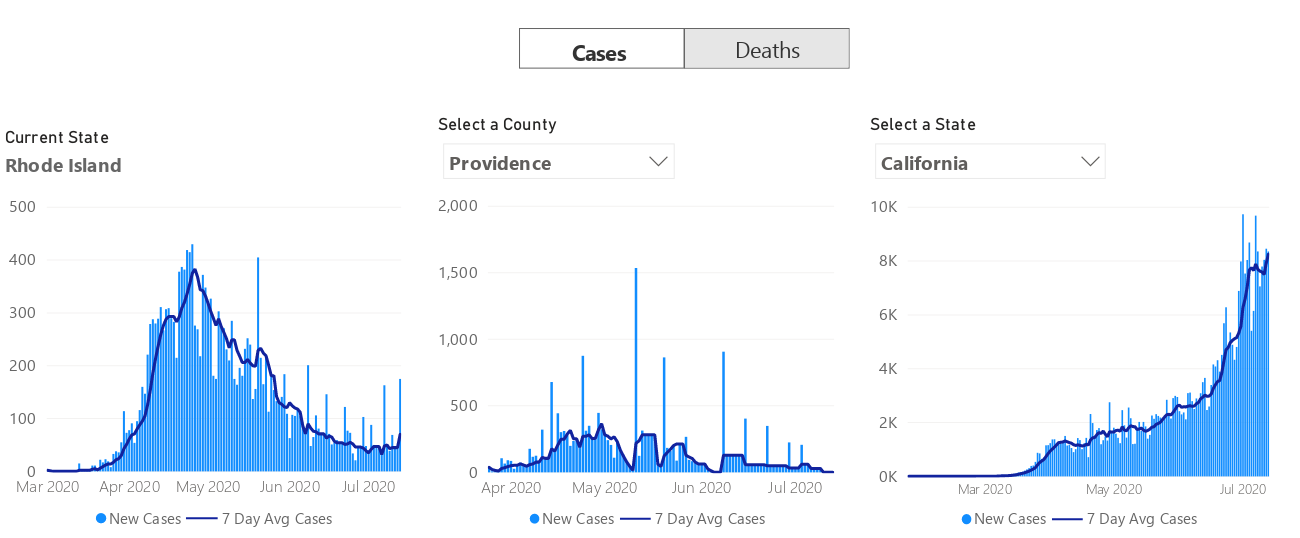 Cases Deaths
Current State
Rhode Island
500
400
300
200
100
0
Mar 2020 Apr 2020 May 2020 Jun 2020 Jul 2020
New Cases 7 Day Avg Cases
Select a County
Providence
2,000
1,500
1,000
500
0
Apr 2020 May 2020 Jun 2020 Jul 2020
New Cases 7 Day Avg Cases
Select a State
California
10K
8K
6K
4K
2K
0K
Mar 2020 May 2020 Jul 2020
New Cases 7 Day Avg Cases